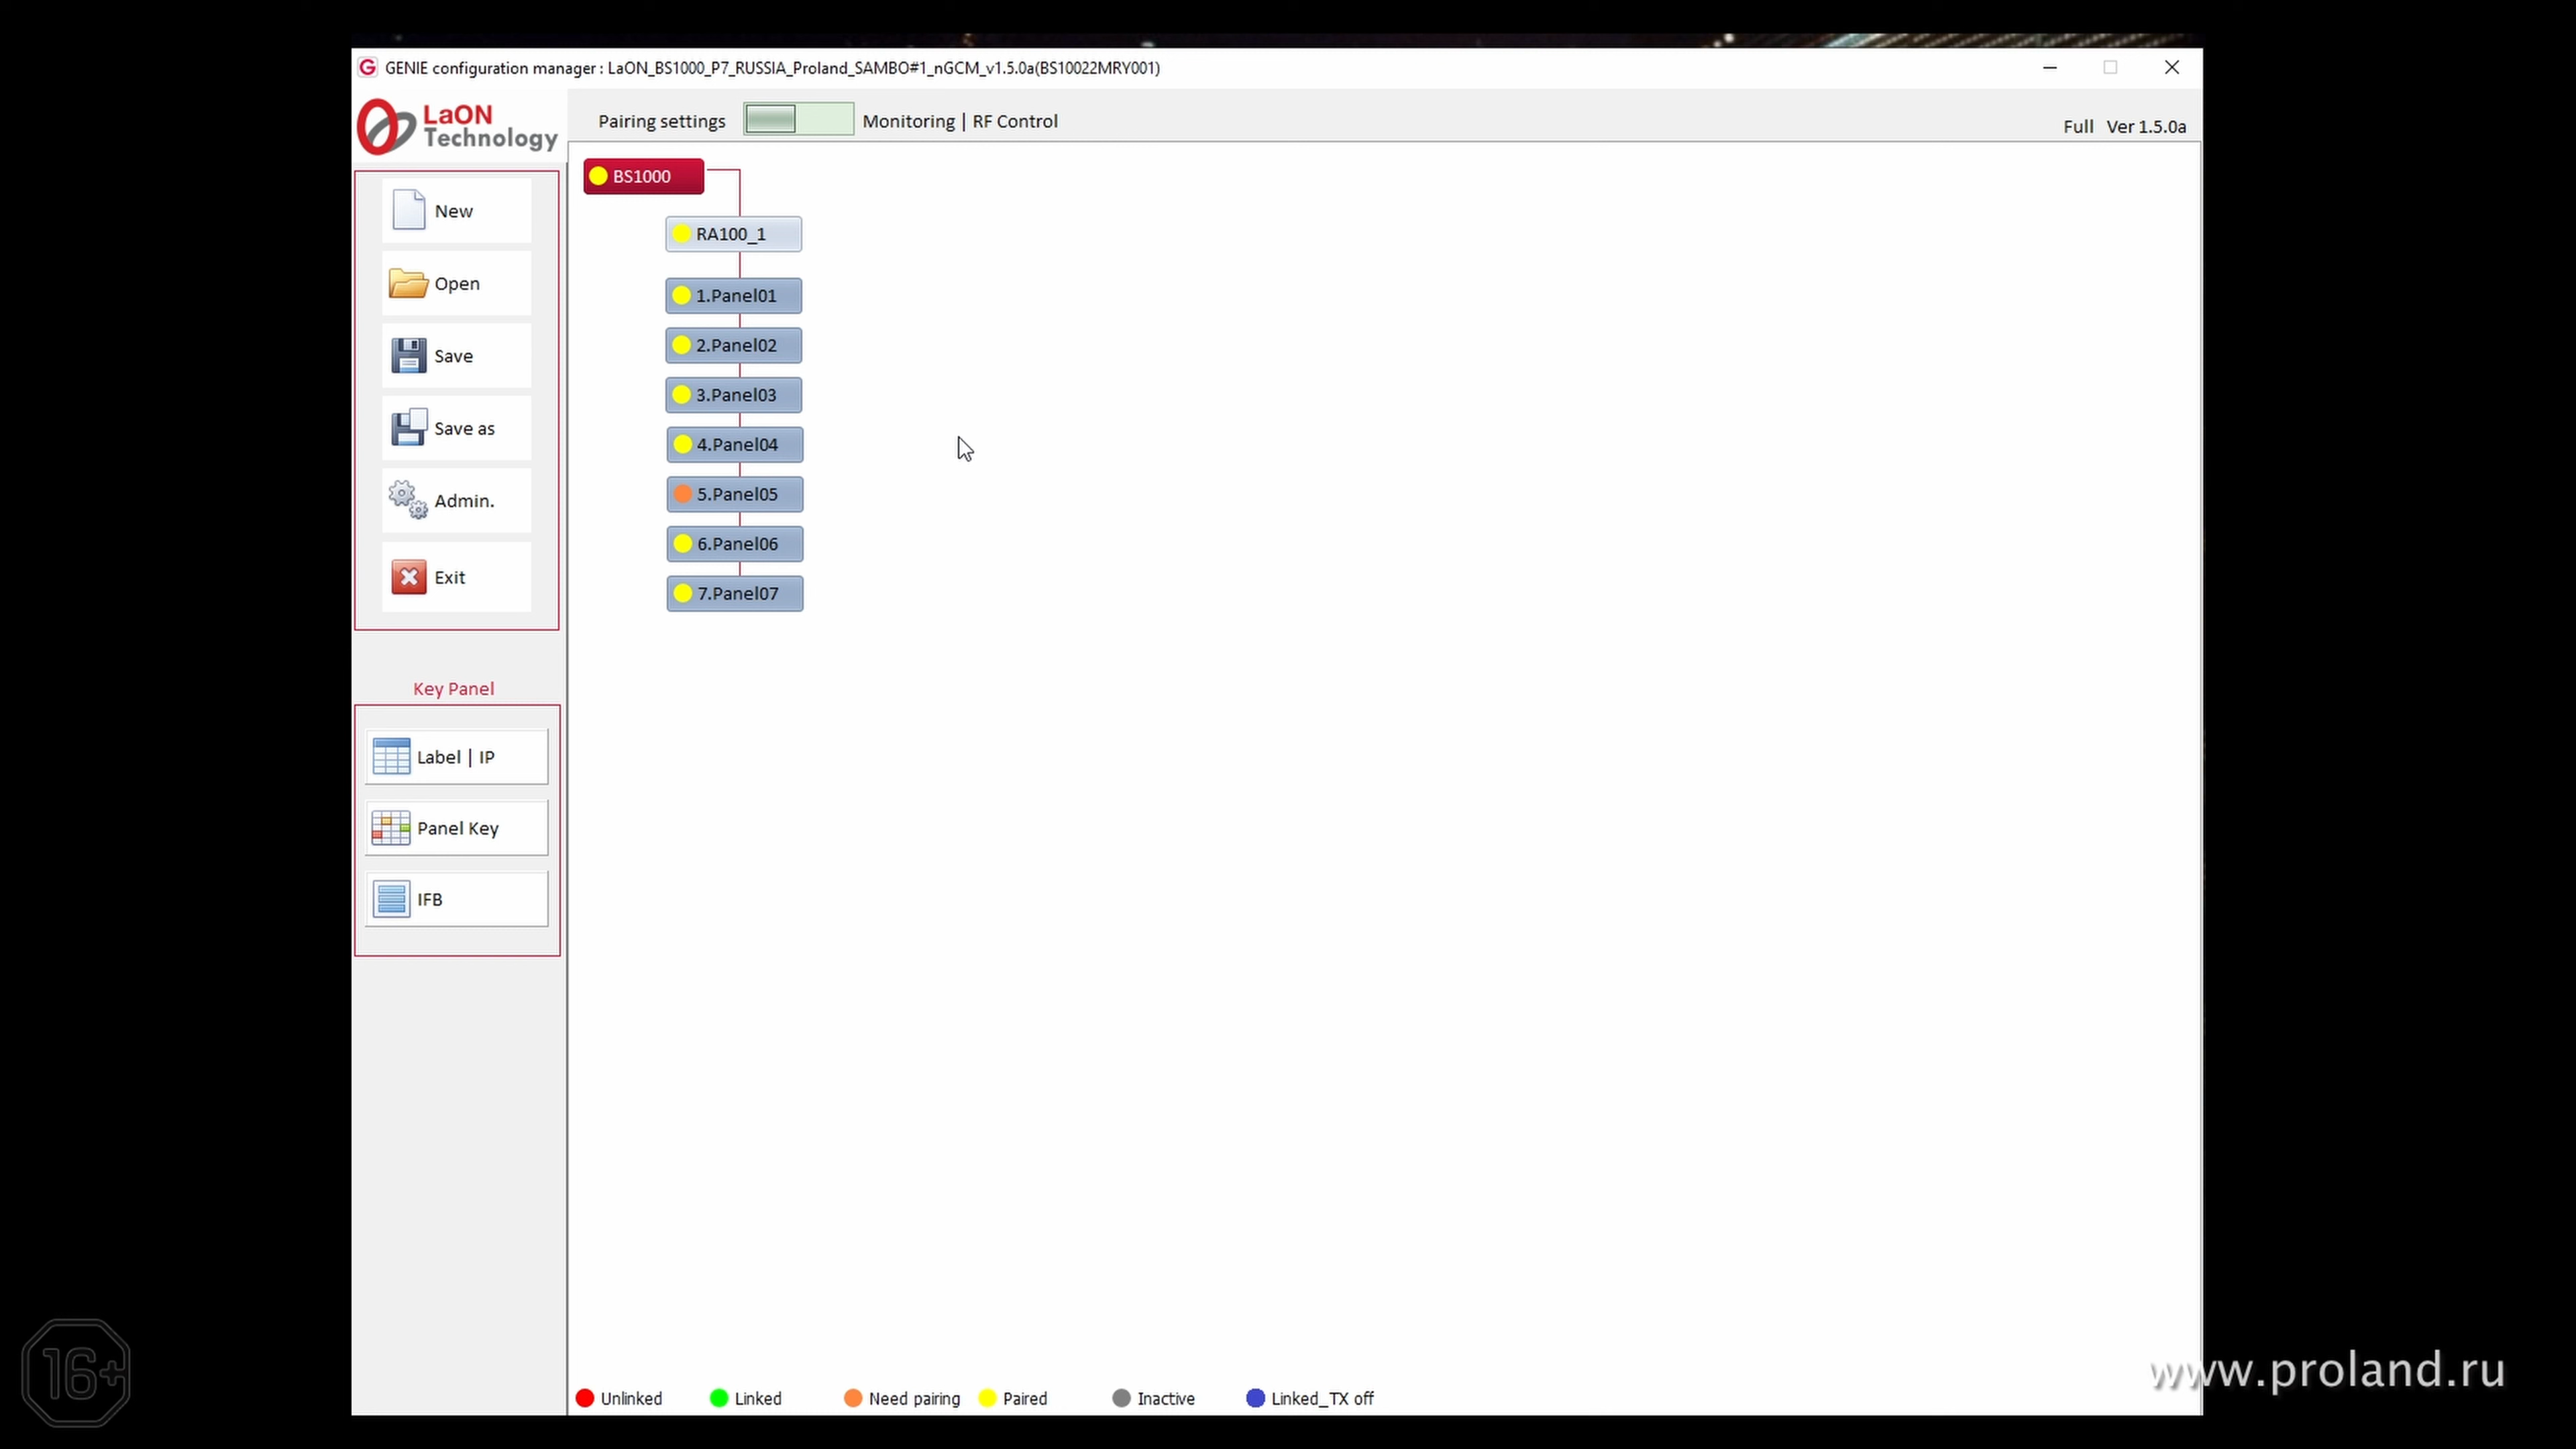 GENIE configuration manager : LaON_BS1000_P7_RUSSIA_Proland_SAMBO#1_nGCM_v1.5.0a(BS10022MRY001)
LaON
Technology
Pairing settings
Monitoring | RF Control
Full Ver 1.5.0a
New
Open
Save
Save as
Admin.
Exit
Key Panel
Label | IP
Panel Key
IFB
BS1000
RA100_1
1.Panel01
2.Panel02
3.Panel03
4.Panel04
5.Panel05
6.Panel06
7.Panel07
Unlinked
Linked
Need pairing
Paired
Inactive
Linked_TX off
16+
www.proland.ru